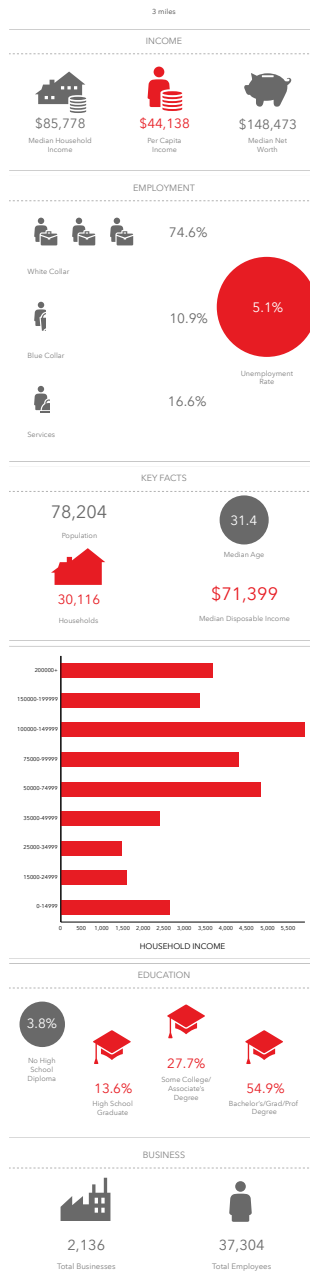 3 miles
INCOME
$85,778
Median Household
Income
$44,138
Per Capita
Income
$148,473
Median Net
Worth
EMPLOYMENT
74.6%
White Collar
10.9%
Blue Collar
16.6%
Services
5.1%
Unemployment
Rate
KEY FACTS
78,204
Population
31.4
Median Age
30,116
Households
$71,399
Median Disposable Income
200000+
150000-199999
100000-149999
75000-99999
50000-74999
35000-49999
25000-34999
15000-24999
0-14999
0 500 1,000 1,500 2,000 2,500 3,000 3,500 4,000 4,500 5,000 5,500
HOUSEHOLD INCOME
EDUCATION
3.8%
No High
School
Diploma
13.6%
High School
Graduate
27.7%
Some College/
Associate's
Degree
54.9%
Bachelor's/Grad/Prof
Degree
BUSINESS
2,136
Total Businesses
37,304
Total Employees